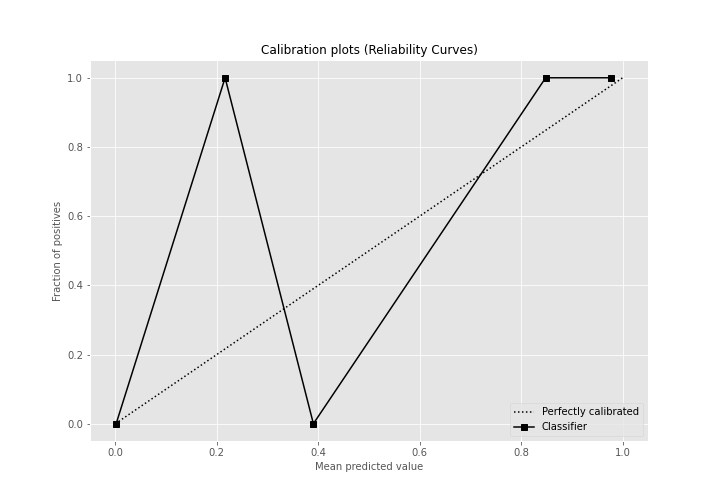 Calibration plots (Reliability Curves)
1.0
0.8
0.6
0.4
0.2
0.0
Fraction of positives
0.0 0.2 0.4 0.6 0.8 1.0
Mean predicted value
Perfectly calibrated
Classifier